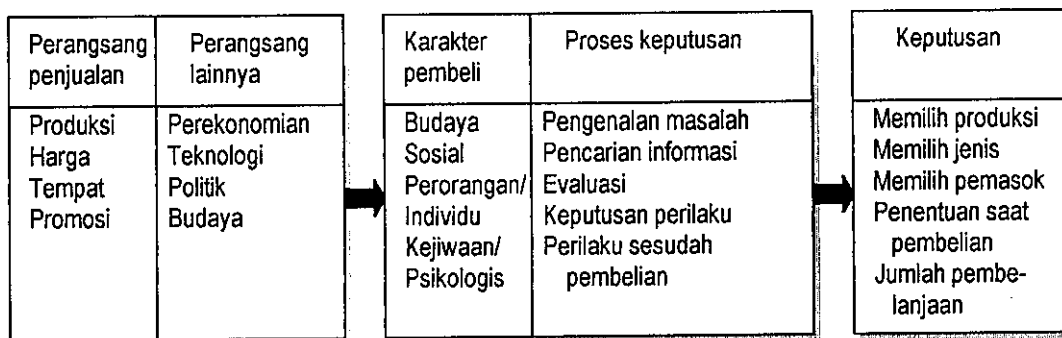 Perangsang
penjualan
Perangsang
lainnya
Produksi
Harga
Tempat
Promosi
Perekonomian
Teknologi
Politik
Budaya
Karakter
pembeli
Proses keputusan
Budaya
Sosial
Perorangan/
Individu
Kejiwaan/
Psikologis
Pengenalan masalah
Pencarian informasi
Evaluasi
Keputusan perilaku
Perilaku sesudah
pembelian
Keputusan
Memilih produksi
Memilih jenis
Memilih pemasok
Penentuan saat
pembelian
Jumlah pembe-
lanjaan